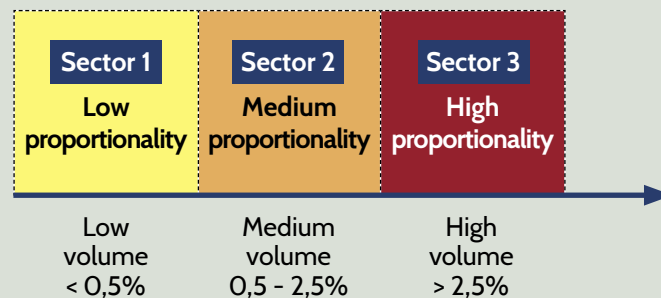 Sector 1
Low
proportionality
Sector 2
Medium
proportionality
Sector 3
High
proportionality
Low
volume
< 0,5%
Medium
volume
0,5 - 2,5%
High
volume
> 2,5%